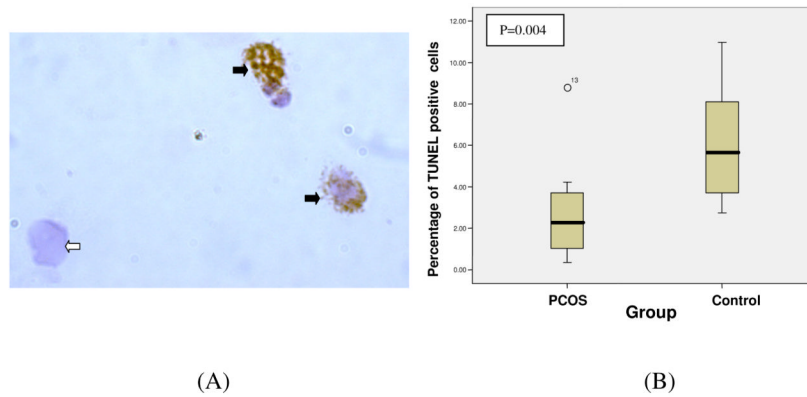 P=0.004
12.00
10.00
8.00
6.00
4.00
2.00
0.00
Percentage of TUNEL positive cells
13
PCOS
Control
Group
(A)
(B)